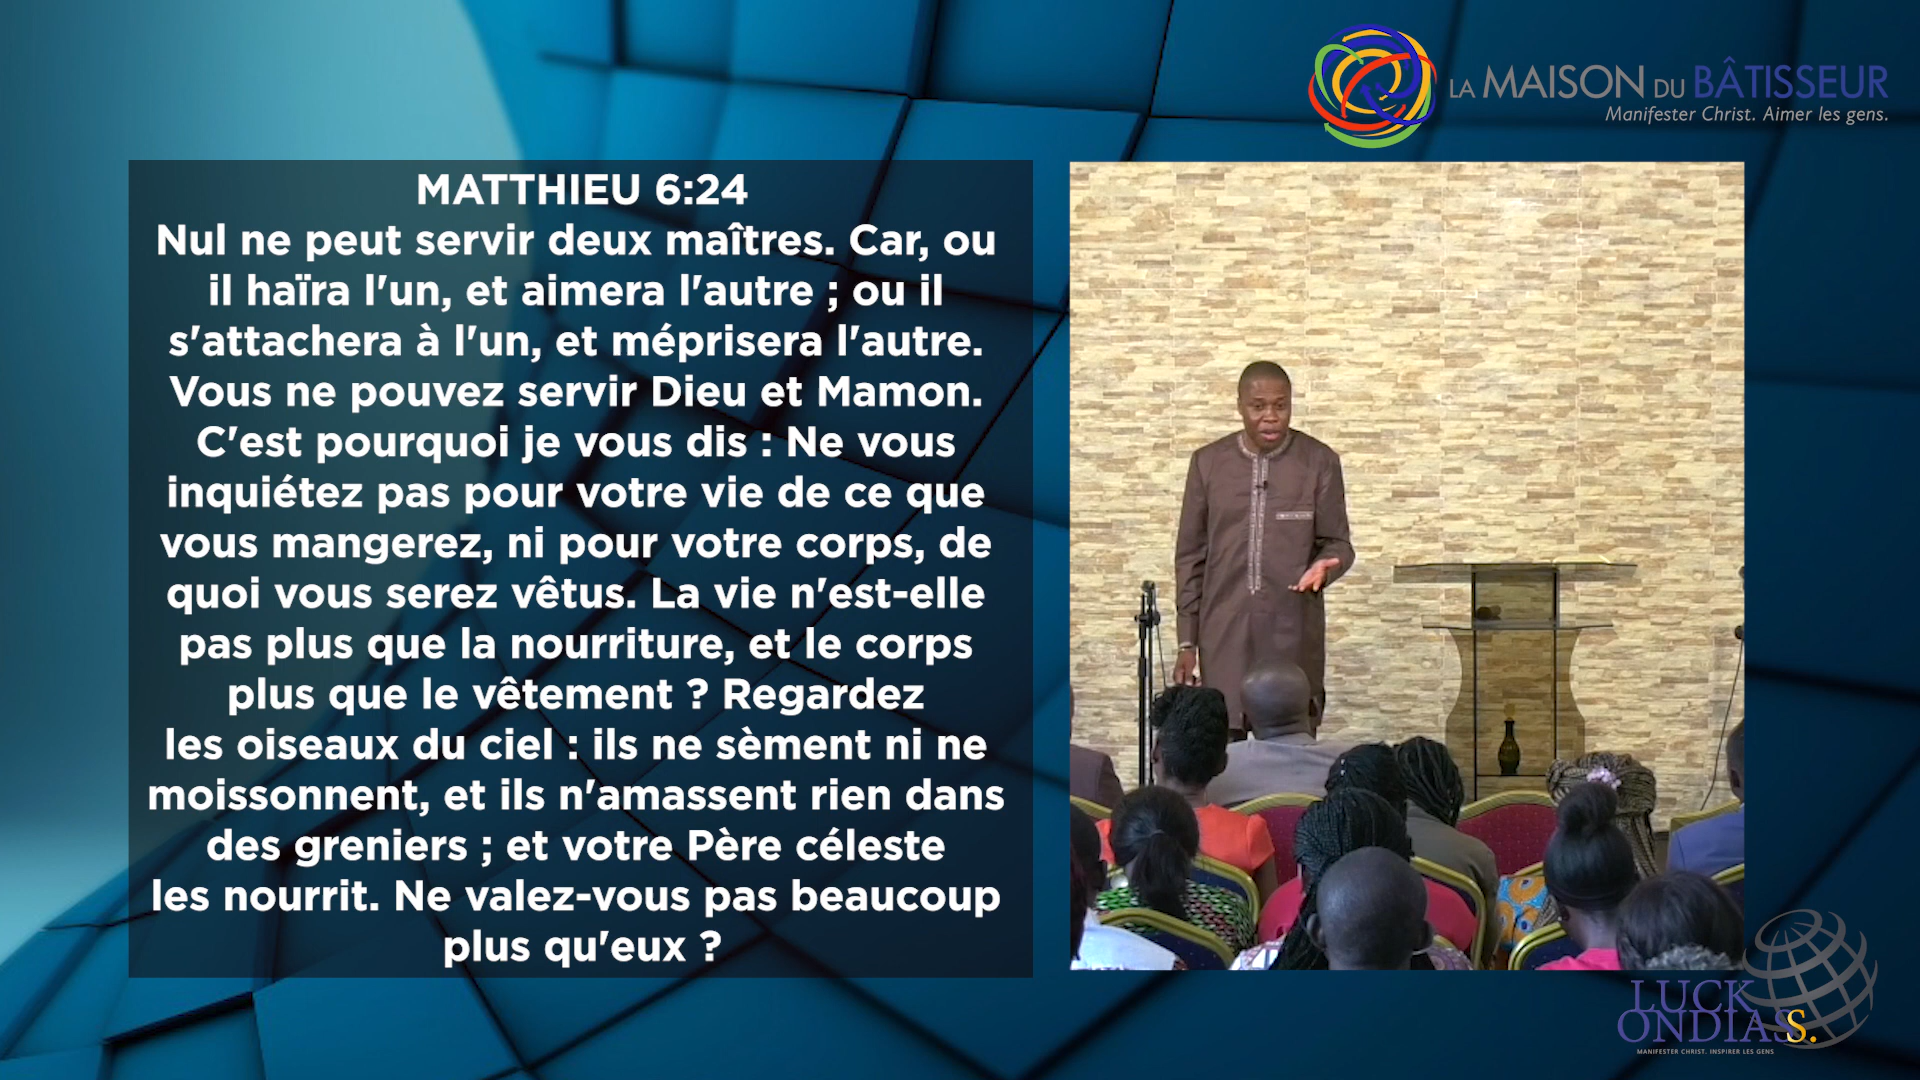 LA MAISON DU BÂTISSEUR
Manifester Christ. Aimer les gens.
MATTHIEU 6:24
Nul ne peut servir deux maîtres. Car, ou
il haïra l'un, et aimera l'autre ; ou il
s'attachera à l'un, et méprisera l'autre.
Vous ne pouvez servir Dieu et Mamon.
C'est pourquoi je vous dis : Ne vous
inquiétez pas pour votre vie de ce que
vous mangerez, ni pour votre corps, de
quoi vous serez vêtus. La vie n'est-elle
pas plus que la nourriture, et le corps
plus que le vêtement ? Regardez
les oiseaux du ciel : ils ne sèment ni ne
moissonnent, et ils n'amassent rien dans
des greniers ; et votre Père céleste
les nourrit. Ne valez-vous pas beaucoup
plus qu'eux ?
LUCK
ONDIAS S.
MANIFESTER CHRIST. INSPIRER LES GENS